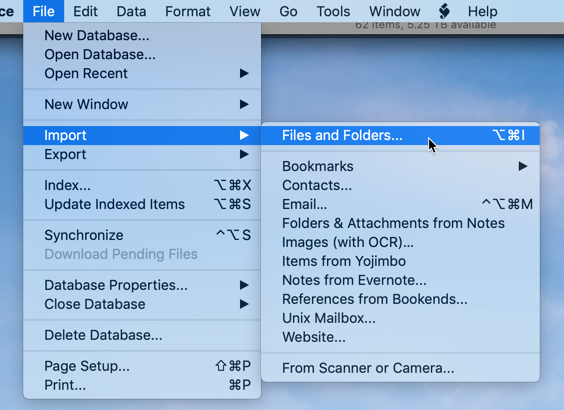 ce File Edit Data Format View Go Tools Window Help
62 items, 5.25 TB available
New Database...
Open Database...
Open Recent ▶
New Window ▶
Import ▶
Export ▶
Index... ⌥⌘X
Update Indexed Items ⌥⌘S
Synchronize ^⌥S
Download Pending Files
Database Properties... ▶
Close Database ▶
Delete Database...
Page Setup... ⇧⌘P
Print... ⌘P
Files and Folders... ⌥⌘I
Bookmarks ▶
Contacts...
Email... ^⌥⌘M
Folders & Attachments from Notes
Images (with OCR)...
Items from Yojimbo
Notes from Evernote...
References from Bookends...
Unix Mailbox...
Website...
From Scanner or Camera...